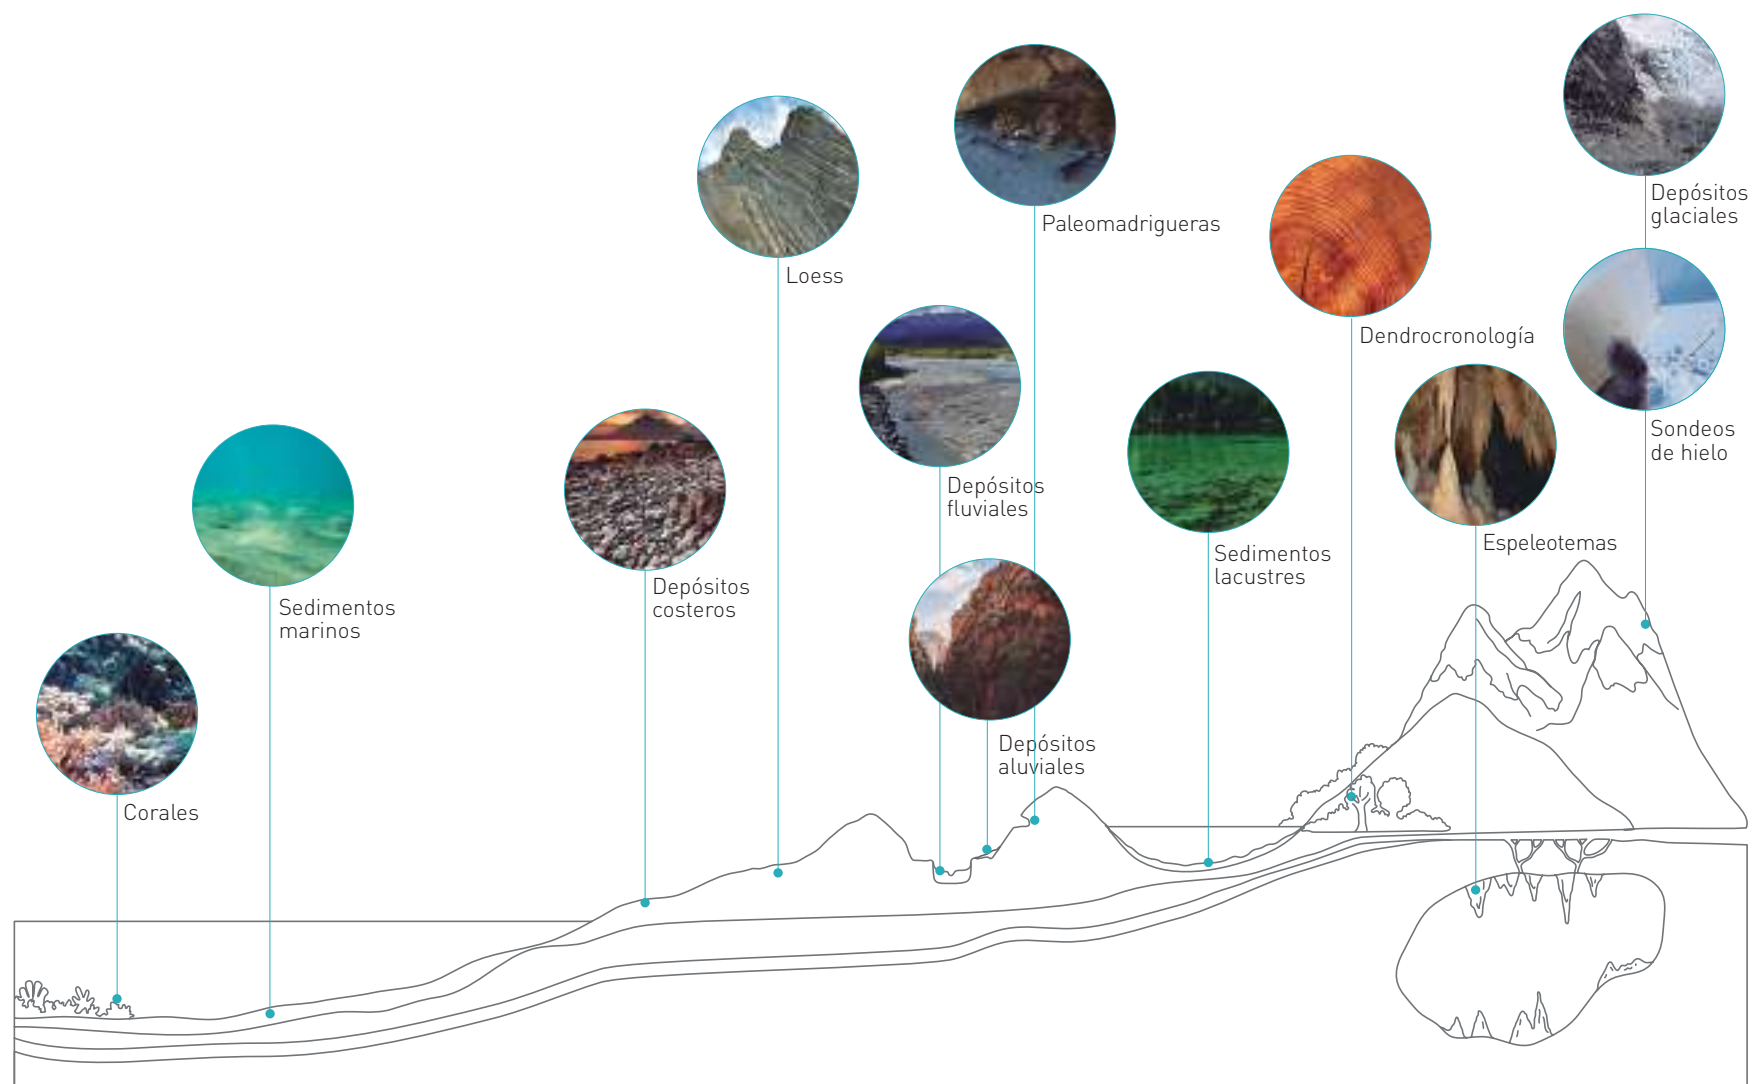 Corales
Sedimentos
marinos
Depósitos
costeros
Loess
Depósitos
fluviales
Depósitos
aluviales
Paleomadrigueras
Sedimentos
lacustres
Dendrocronología
Espeleotemas
Depósitos
glaciales
Sondeos
de hielo